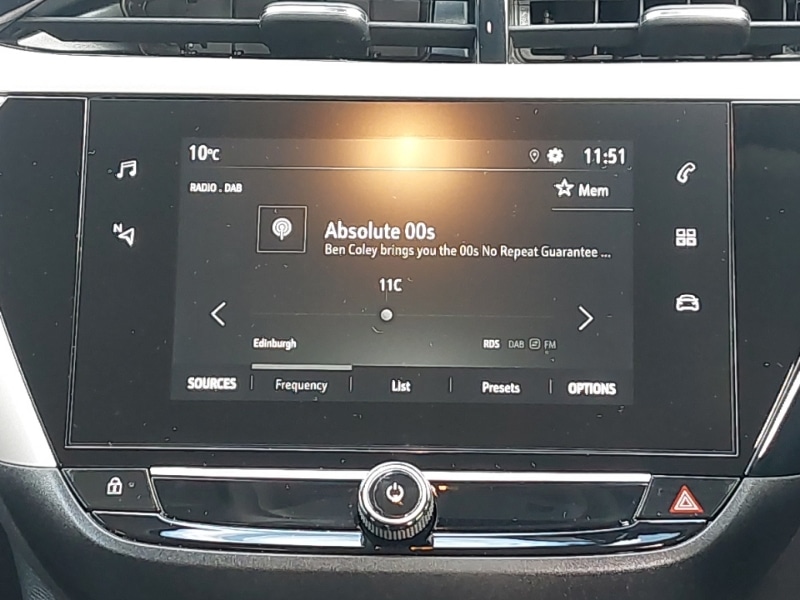 10°C 11:51
RADIO . DAB Mem
Absolute 00s
Ben Coley brings you the 00s No Repeat Guarantee ...
N
11C
Edinburgh RDS DAB FM
SOURCES Frequency List Presets OPTIONS